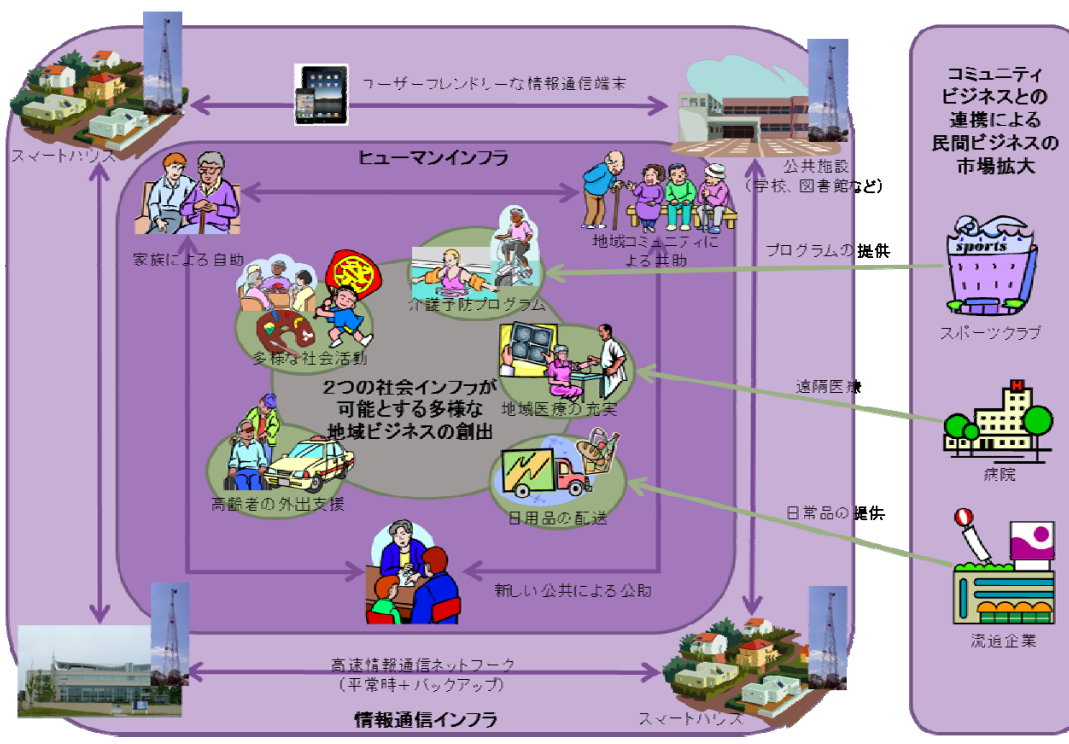 ユーザーフレンドリーな情報通信端末
スマートハウス
ヒューマンインフラ
公共施設
(学校、図書館など)
家族による自助
地域コミュニティに
よる共助
介護予防プログラム
多様な社会活動
2つの社会インフラが
可能とする多様な
地域ビジネスの創出
地域医療の充実
高齢者の外出支援
日用品の配送
新しい公共による公助
高速情報通信ネットワーク
(平常時+バックアップ)
情報通信インフラ
スマートハウス
コミュニティ
ビジネスとの
連携による
民間ビジネスの
市場拡大
プログラムの提供
sports
スポーツクラブ
遠隔医療
H
病院
日常品の提供
流通企業